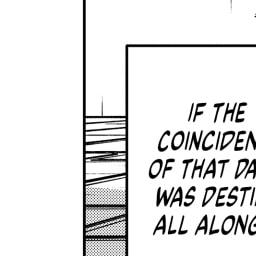 IF THE
COINCIDEN
OF THAT DA
WAS DESTI
ALL ALONG